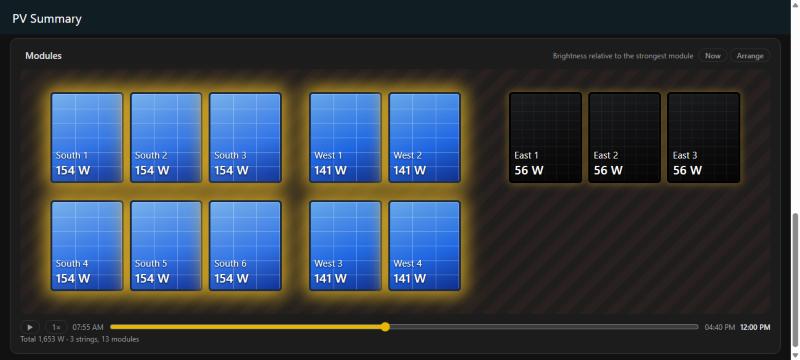 PV Summary
Modules
Brightness relative to the strongest module Now Arrange
South 1 South 2 South 3 West 1 West 2 East 1 East 2 East 3
154 W 154 W 154 W 141 W 141 W 56 W 56 W 56 W
South 4 South 5 South 6 West 3 West 4
154 W 154 W 154 W 141 W 141 W
1× 07:55 AM 04:40 PM 12:00 PM
Total 1,653 W · 3 strings, 13 modules